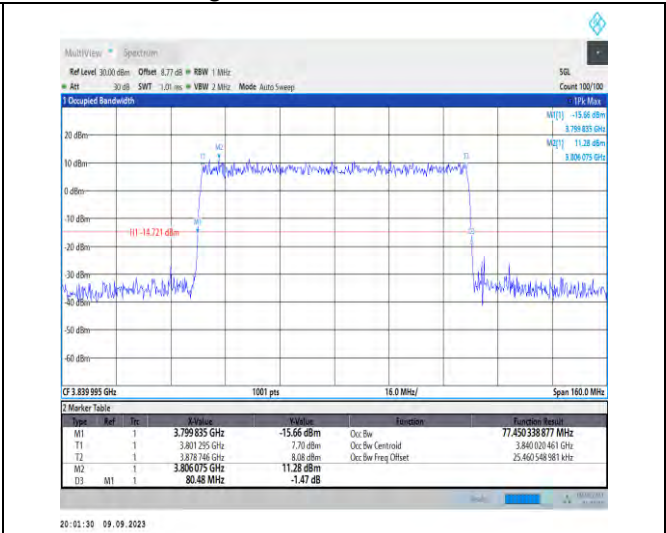 MultiView Spectrum
Ref Level 30.00 dBm Offset 8.77 dB RBW 1 MHz SGL
Att 30 dB SWT 1.01 ms VBW 2 MHz Mode Auto Sweep Count 100/100
1 Occupied Bandwidth 1Pk Max
M1[1] -15.66 dBm
3.799 835 GHz
M2[1] 11.28 dBm
3.806 075 GHz
20 dBm
M2
T1 T2
10 dBm
0 dBm
-10 dBm
M1
H1 -14.721 dBm
D3
-20 dBm
-30 dBm
-40 dBm
-50 dBm
-60 dBm
CF 3.839 995 GHz 1001 pts 16.0 MHz/ Span 160.0 MHz
2 Marker Table
Type Ref Trc X-Value Y-Value Function Function Result
M1 1 3.799 835 GHz -15.66 dBm Occ Bw 77.450 338 877 MHz
T1 1 3.801 295 GHz 7.70 dBm Occ Bw Centroid 3.840 020 461 GHz
T2 1 3.878 746 GHz 8.08 dBm Occ Bw Freq Offset 25.460 548 981 kHz
M2 1 3.806 075 GHz 11.28 dBm
D3 M1 1 80.48 MHz -1.47 dB
20:01:30 09.09.2023